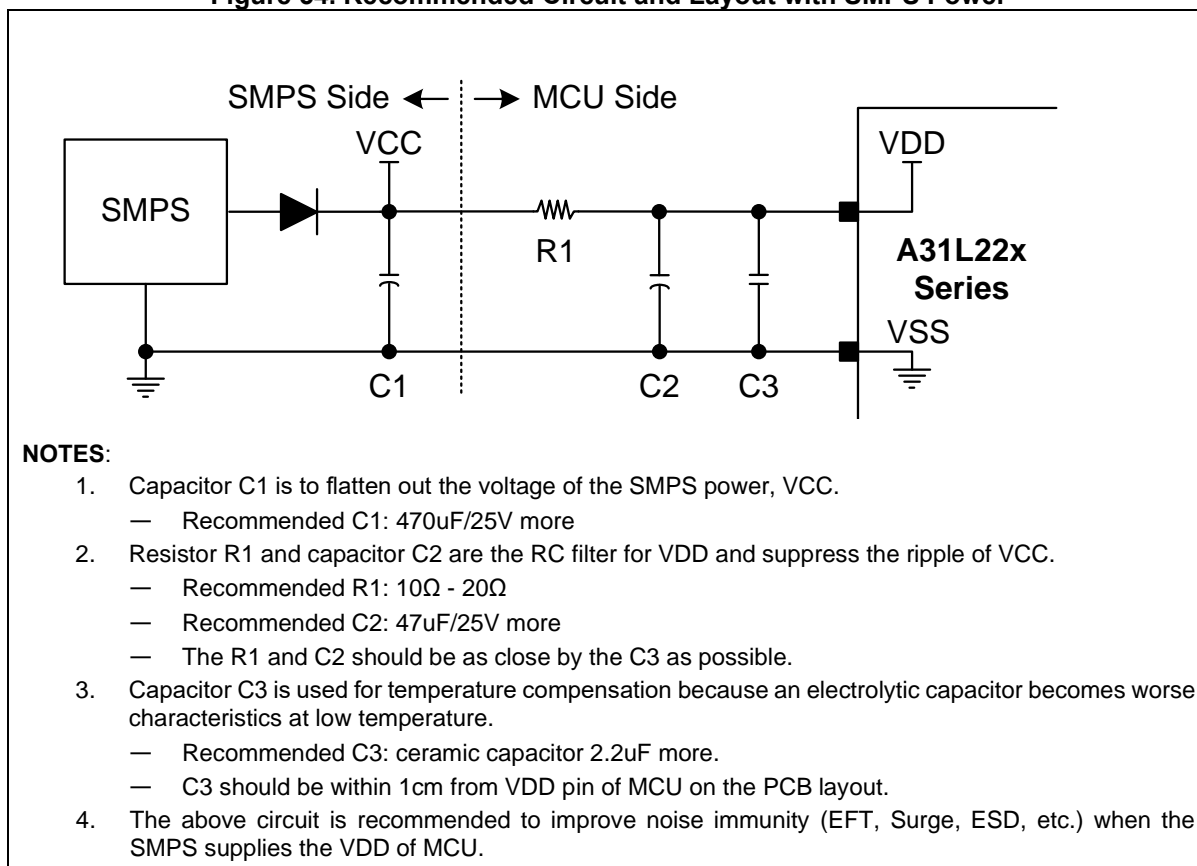 Figure 34. Recommended Circuit and Layout with SMPS Power
SMPS Side
MCU Side
VCC
VDD
SMPS
R1
A31L22x
Series
VSS
C1
C2
C3
NOTES:
1. Capacitor C1 is to flatten out the voltage of the SMPS power, VCC.
— Recommended C1: 470uF/25V more
2. Resistor R1 and capacitor C2 are the RC filter for VDD and suppress the ripple of VCC.
— Recommended R1: 10Ω - 20Ω
— Recommended C2: 47uF/25V more
— The R1 and C2 should be as close by the C3 as possible.
3. Capacitor C3 is used for temperature compensation because an electrolytic capacitor becomes worse
characteristics at low temperature.
— Recommended C3: ceramic capacitor 2.2uF more.
— C3 should be within 1cm from VDD pin of MCU on the PCB layout.
4. The above circuit is recommended to improve noise immunity (EFT, Surge, ESD, etc.) when the
SMPS supplies the VDD of MCU.